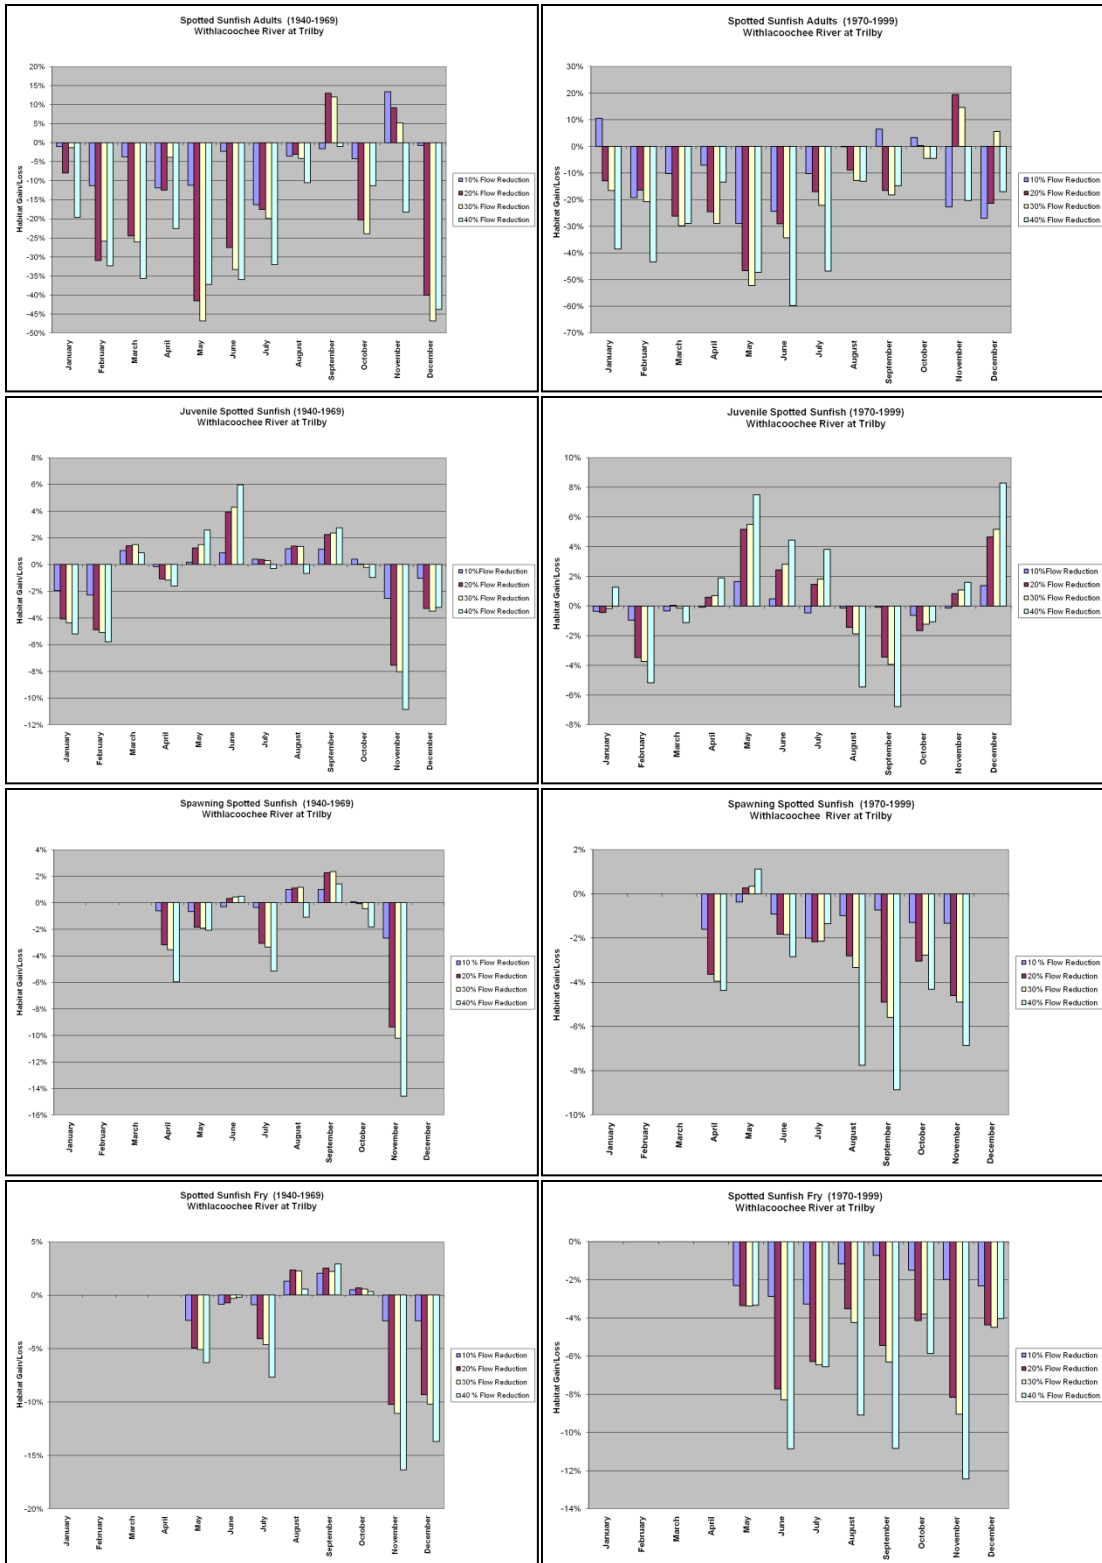 Spotted Sunfish Adults (1940-1969)
Withlacoochee River at Trilby
20%
15%
10%
5%
0%
-5%
-10%
-15%
-20%
-25%
-30%
-35%
-40%
-45%
-50%
Habitat Gain/Loss
January
February
March
April
May
June
July
August
September
October
November
December
10% Flow Reduction
20% Flow Reduction
30% Flow Reduction
40% Flow Reduction
Spotted Sunfish Adults (1970-1999)
Withlacoochee River at Trilby
30%
20%
10%
0%
-10%
-20%
-30%
-40%
-50%
-60%
-70%
Habitat Gain/Loss
January
February
March
April
May
June
July
August
September
October
November
December
10% Flow Reduction
20% Flow Reduction
30% Flow Reduction
40% Flow Reduction
Juvenile Spotted Sunfish (1940-1969)
Withlacoochee River at Trilby
8%
6%
4%
2%
0%
-2%
-4%
-6%
-8%
-10%
-12%
Habitat Gain/Loss
January
February
March
April
May
June
July
August
September
October
November
December
10%Flow Reduction
20% Flow Reduction
30% Flow Reduction
40% Flow Reduction
Juvenile Spotted Sunfish (1970-1999)
Withlacoochee River at Trilby
10%
8%
6%
4%
2%
0%
-2%
-4%
-6%
-8%
Habitat Gain/Loss
January
February
March
April
May
June
July
August
September
October
November
December
10%Flow Reduction
20% Flow Reduction
30% Flow Reduction
40% Flow Reduction
Spawning Spotted Sunfish (1940-1969)
Withlacoochee River at Trilby
4%
2%
0%
-2%
-4%
-6%
-8%
-10%
-12%
-14%
-16%
Habitat Gain/Loss
January
February
March
April
May
June
July
August
September
October
November
December
10 % Flow Reduction
20% Flow Reduction
30% Flow Reduction
40% Flow Reduction
Spawning Spotted Sunfish (1970-1999)
Withlacoochee River at Trilby
2%
0%
-2%
-4%
-6%
-8%
-10%
Habitat Gain/Loss
January
February
March
April
May
June
July
August
September
October
November
December
10 % Flow Reduction
20% Flow Reduction
30% Flow Reduction
40% Flow Reduction
Spotted Sunfish Fry (1940-1969)
Withlacoochee River at Trilby
5%
0%
-5%
-10%
-15%
-20%
Habitat Gain/Loss
January
February
March
April
May
June
July
August
September
October
November
December
10% Flow Reduction
20% Flow Reduction
30% Flow Reduction
40 % Flow Reduction
Spotted Sunfish Fry (1970-1999)
Withlacoochee River at Trilby
0%
-2%
-4%
-6%
-8%
-10%
-12%
-14%
Habitat Gain/Loss
January
February
March
April
May
June
July
August
September
October
November
December
10% Flow Reduction
20% Flow Reduction
30% Flow Reduction
40 % Flow Reduction